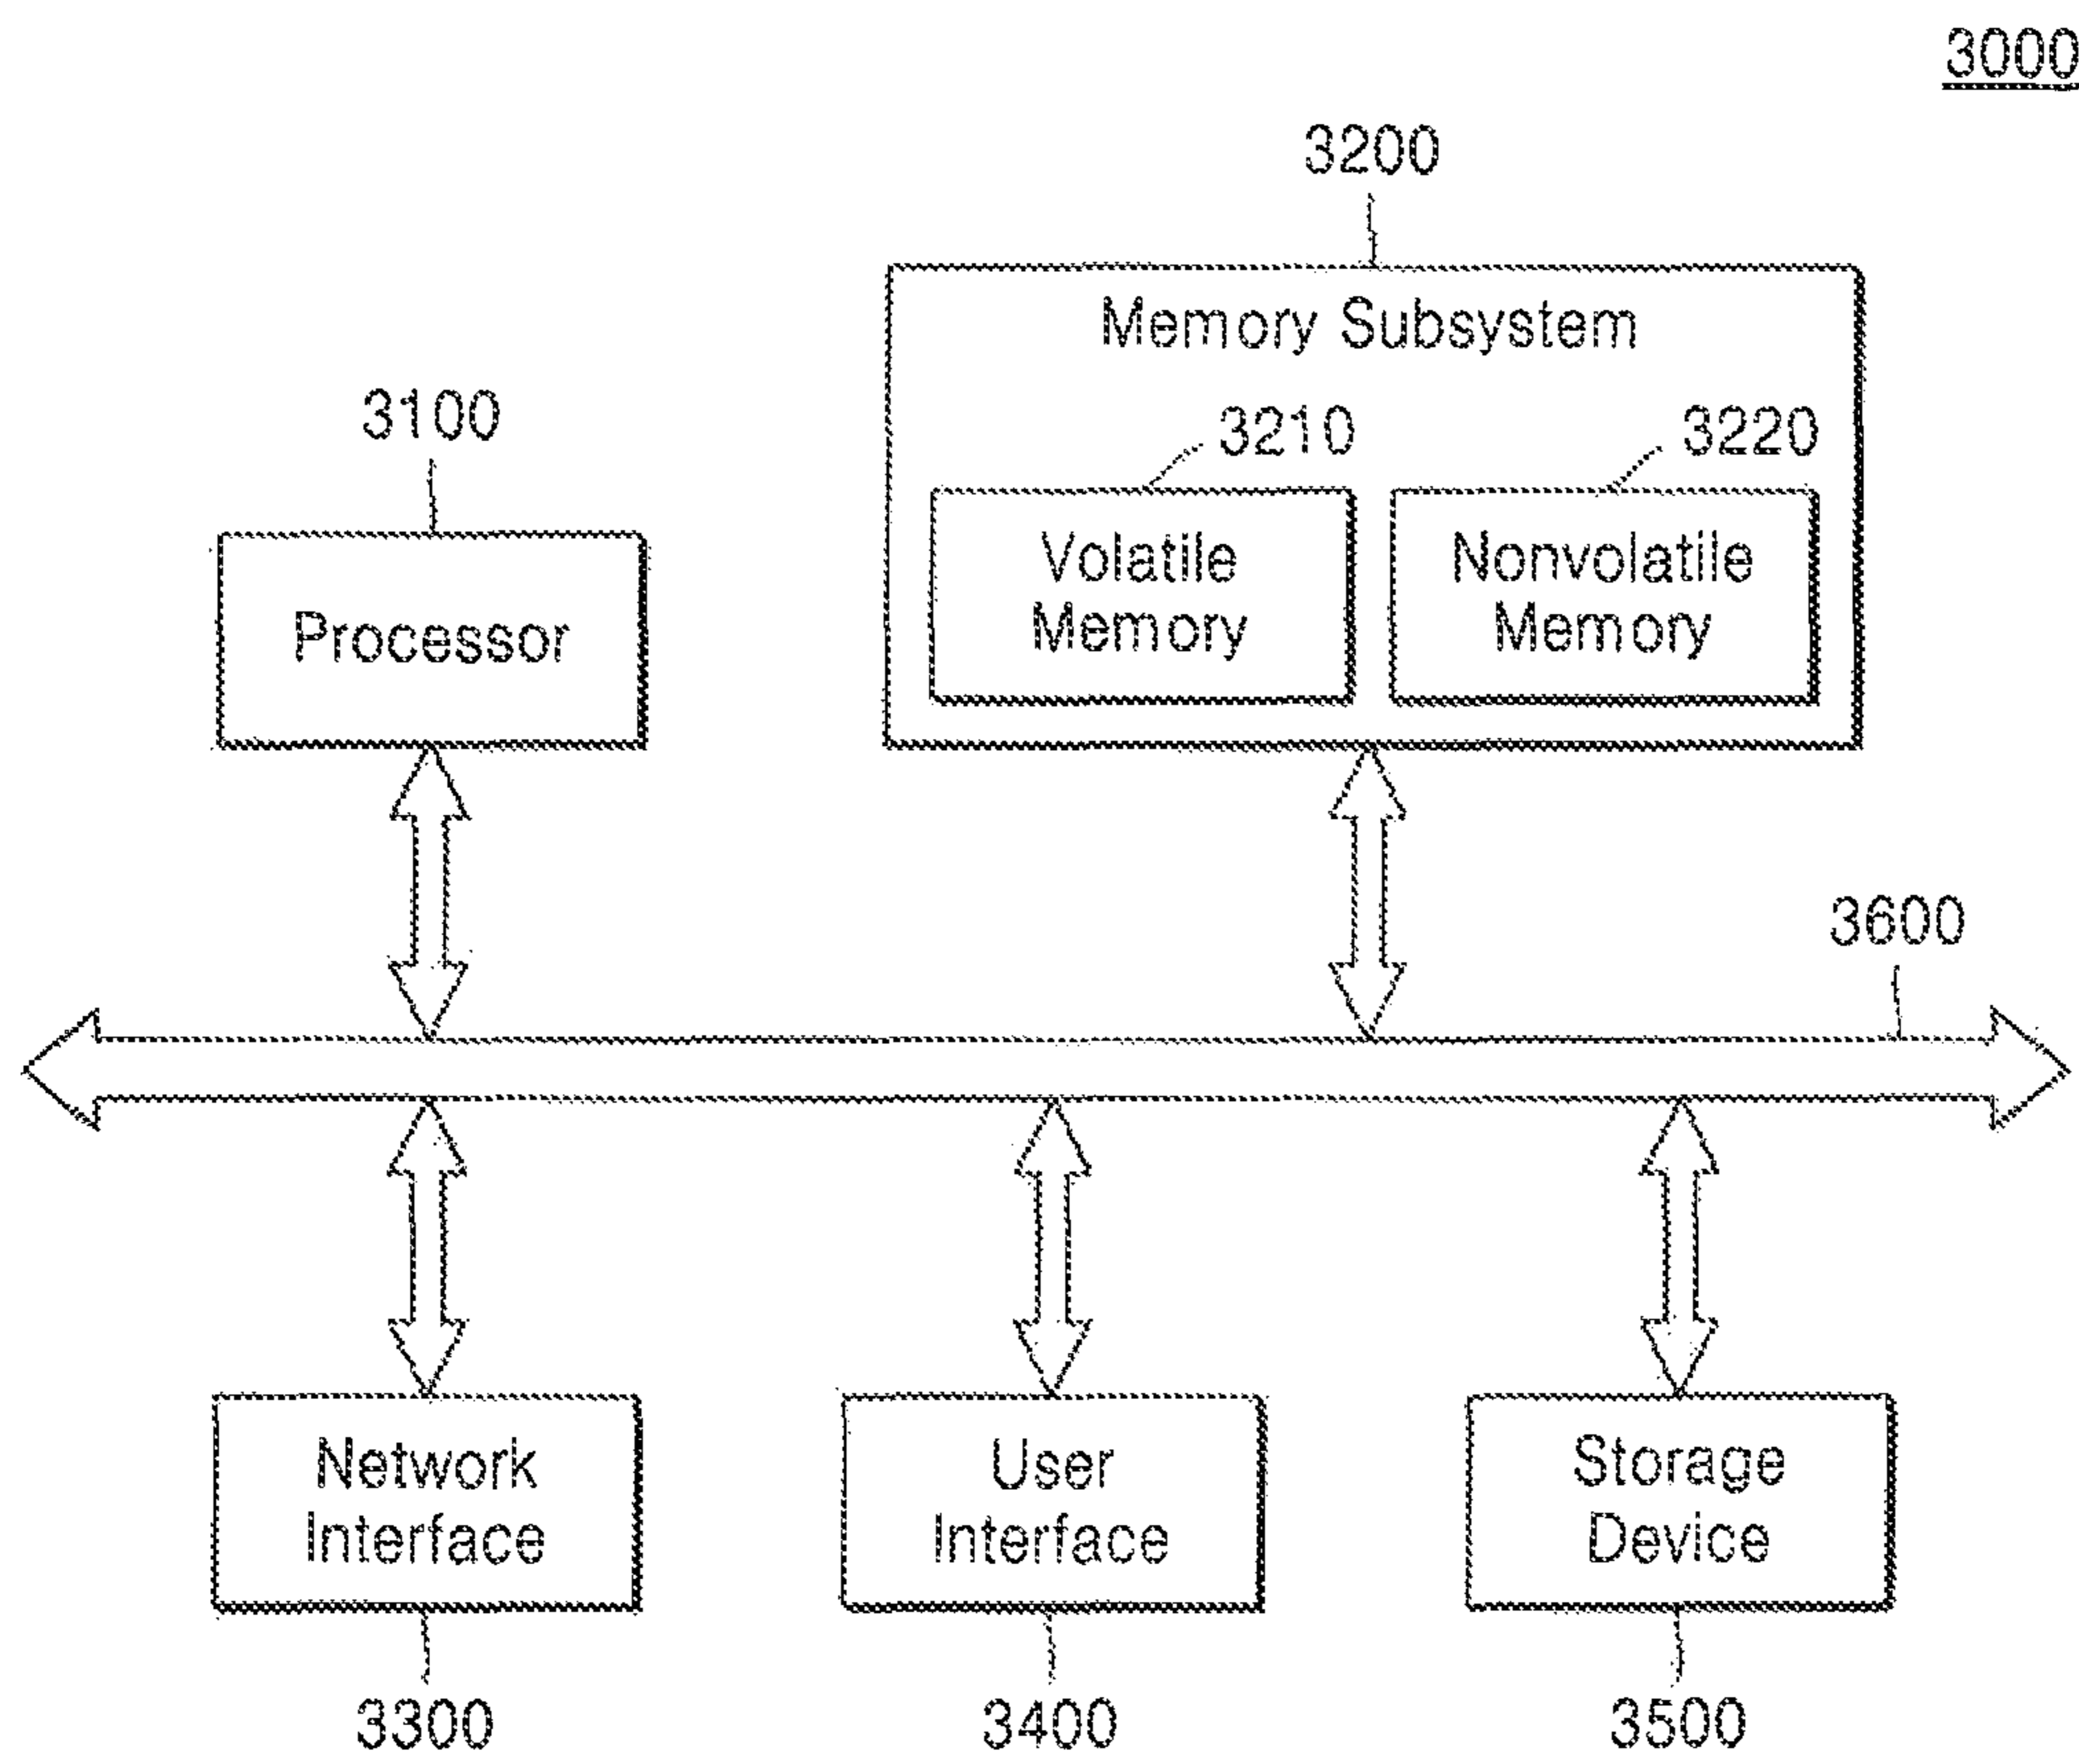 3000
3200
Memory Subsystem
3100
3210
3220
Processor
Volatile
Memory
Nonvolatile
Memory
3600
Network
Interface
User
Interface
Storage
Device
3300
3400
3500